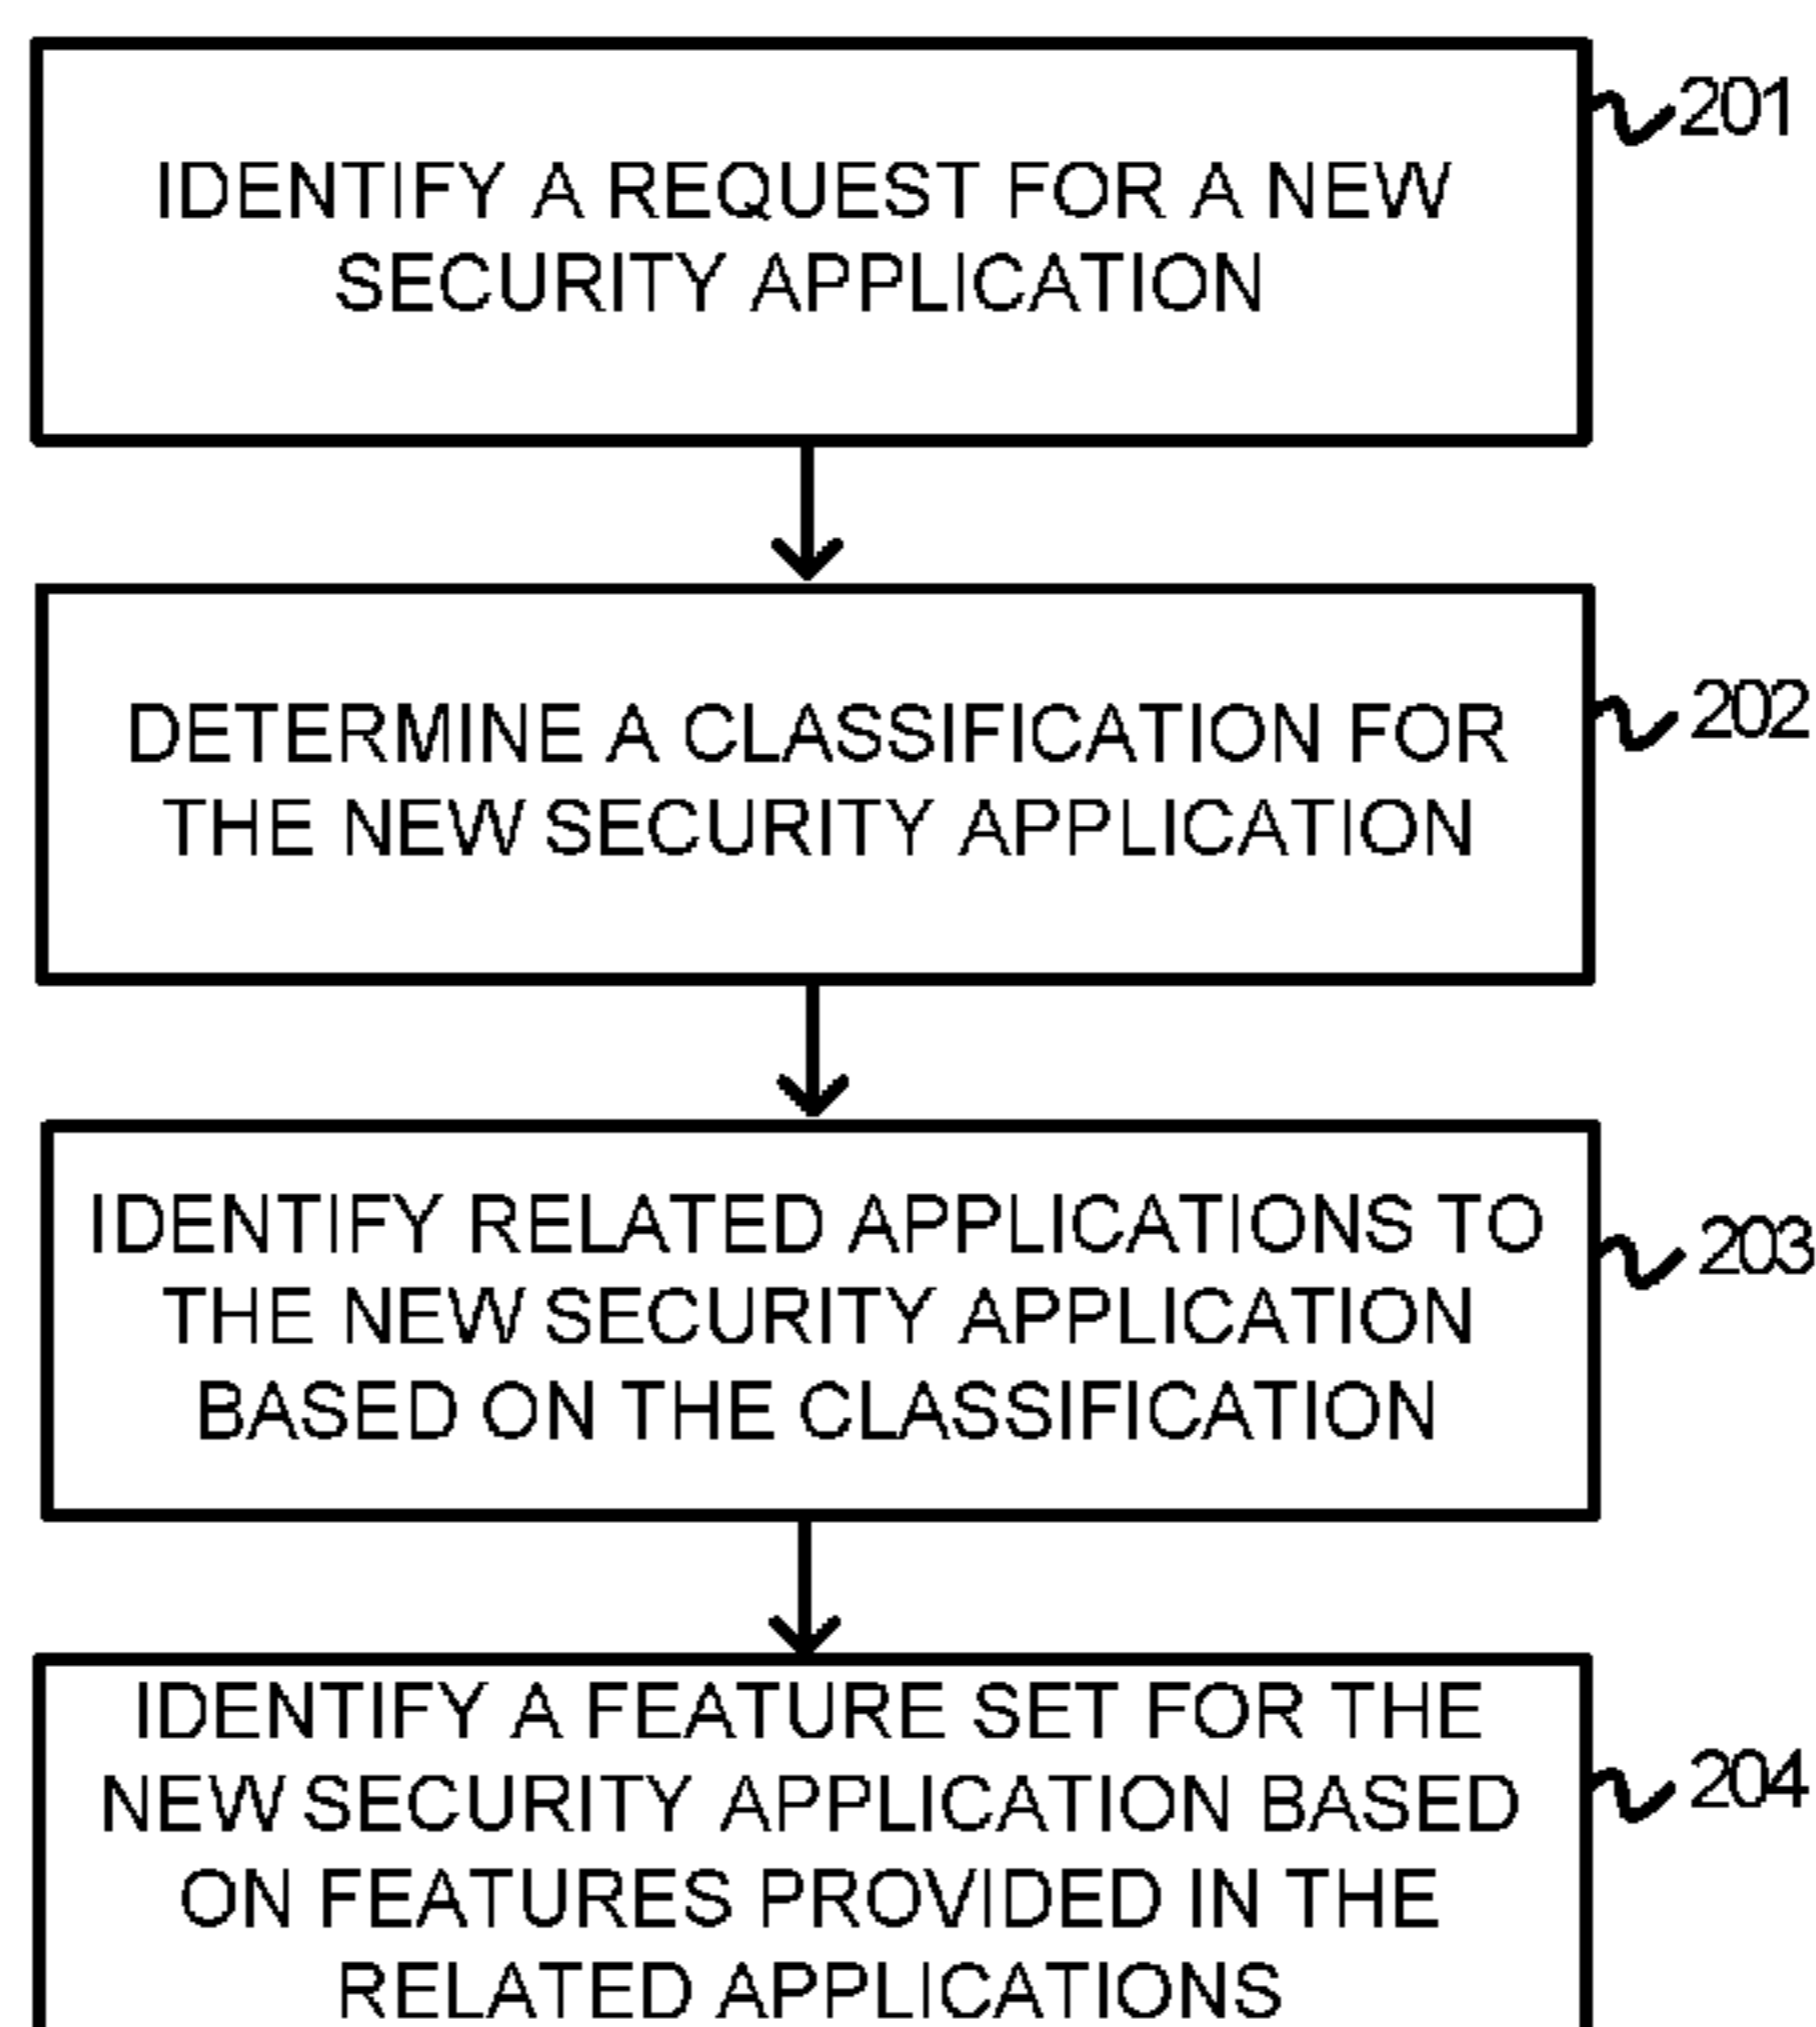 201
IDENTIFY A REQUEST FOR A NEW
SECURITY APPLICATION
202
DETERMINE A CLASSIFICATION FOR
THE NEW SECURITY APPLICATION
203
IDENTIFY RELATED APPLICATIONS TO
THE NEW SECURITY APPLICATION
BASED ON THE CLASSIFICATION
204
IDENTIFY A FEATURE SET FOR THE
NEW SECURITY APPLICATION BASED
ON FEATURES PROVIDED IN THE
RELATED APPLICATIONS